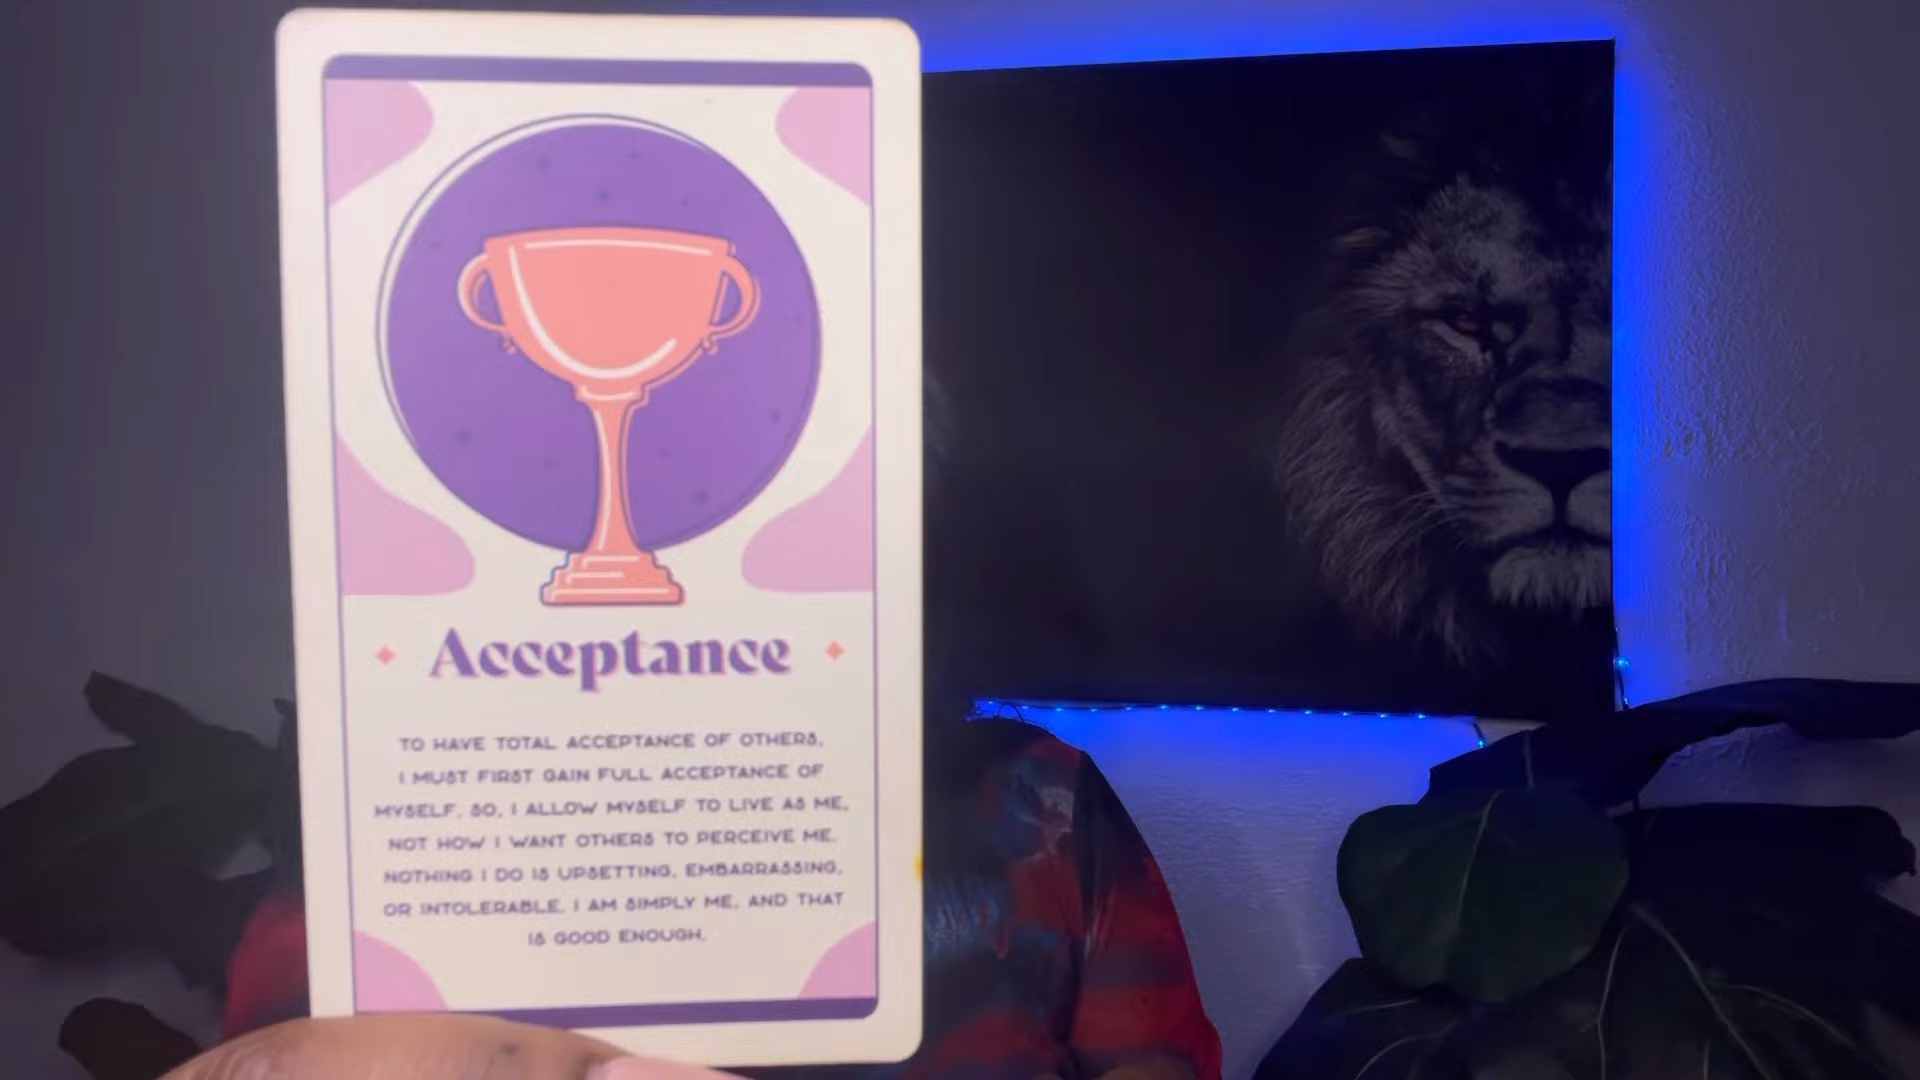 Acceptance
TO HAVE TOTAL ACCEPTANCE OF OTHERS,
I MUST FIRST GAIN FULL ACCEPTANCE OF
MYSELF. SO, I ALLOW MYSELF TO LIVE AS ME,
NOT HOW I WANT OTHERS TO PERCEIVE ME.
NOTHING I DO IS UPSETTING, EMBARRASSING,
OR INTOLERABLE. I AM SIMPLY ME, AND THAT
IS GOOD ENOUGH.